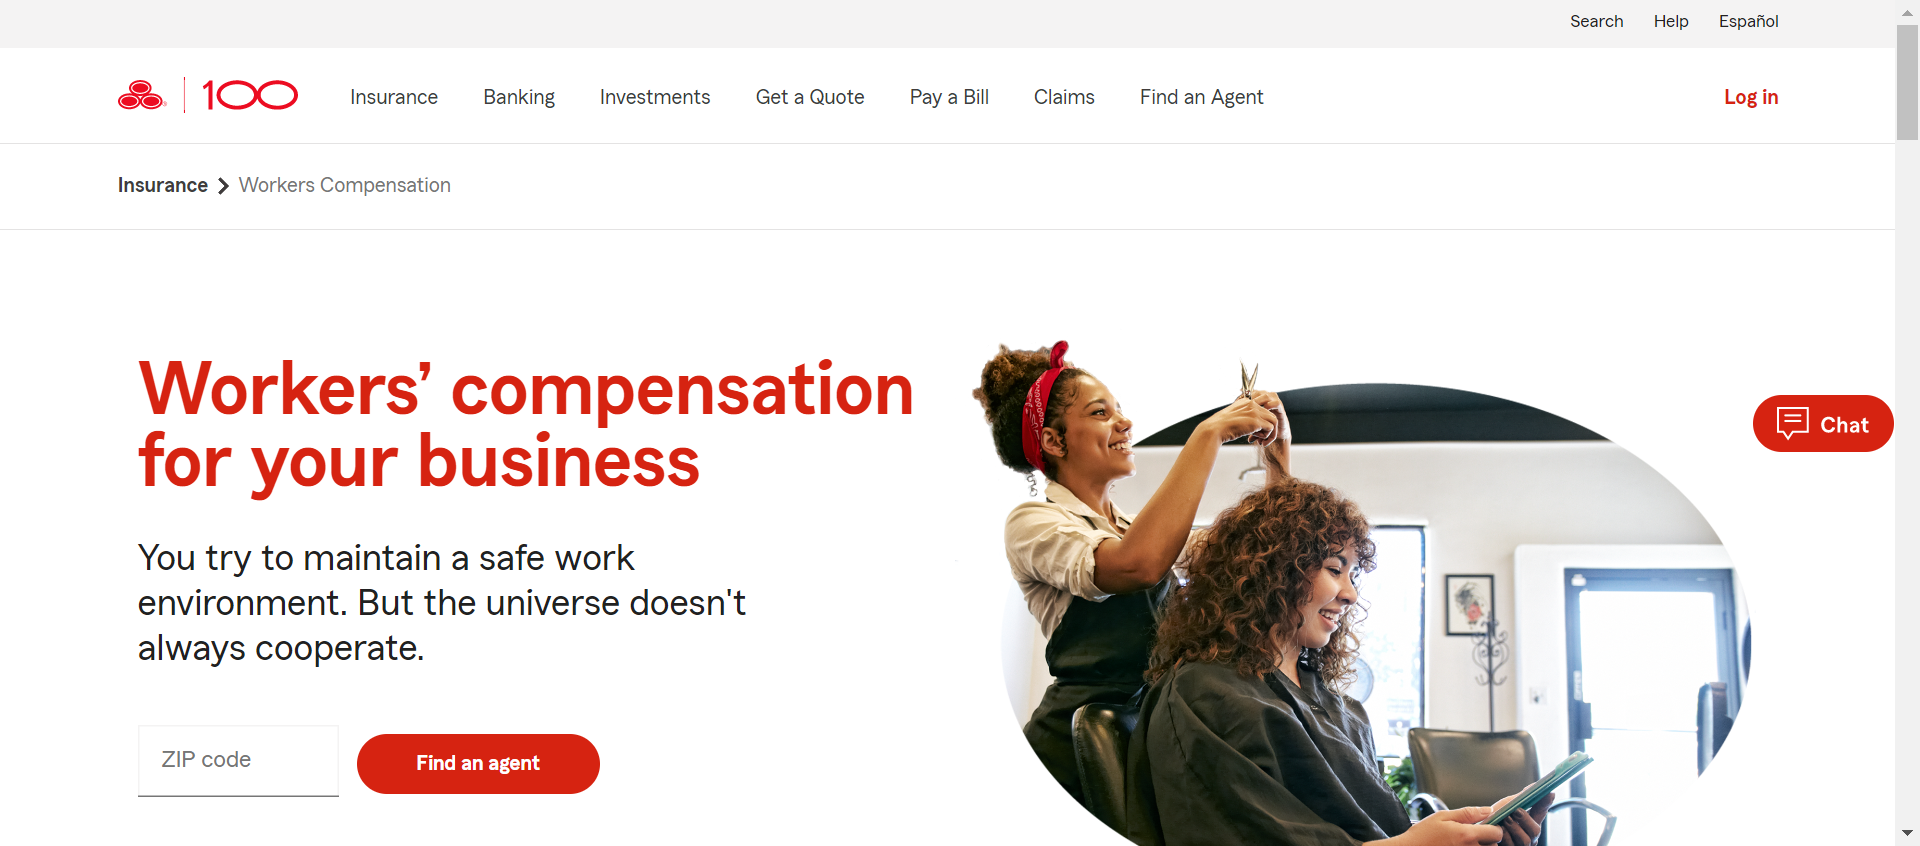 Search Help Español
100 Insurance Banking Investments Get a Quote Pay a Bill Claims Find an Agent Log in
Insurance Workers Compensation
Workers’ compensation
for your business
You try to maintain a safe work
environment. But the universe doesn't
always cooperate.
ZIP code Find an agent
Chat